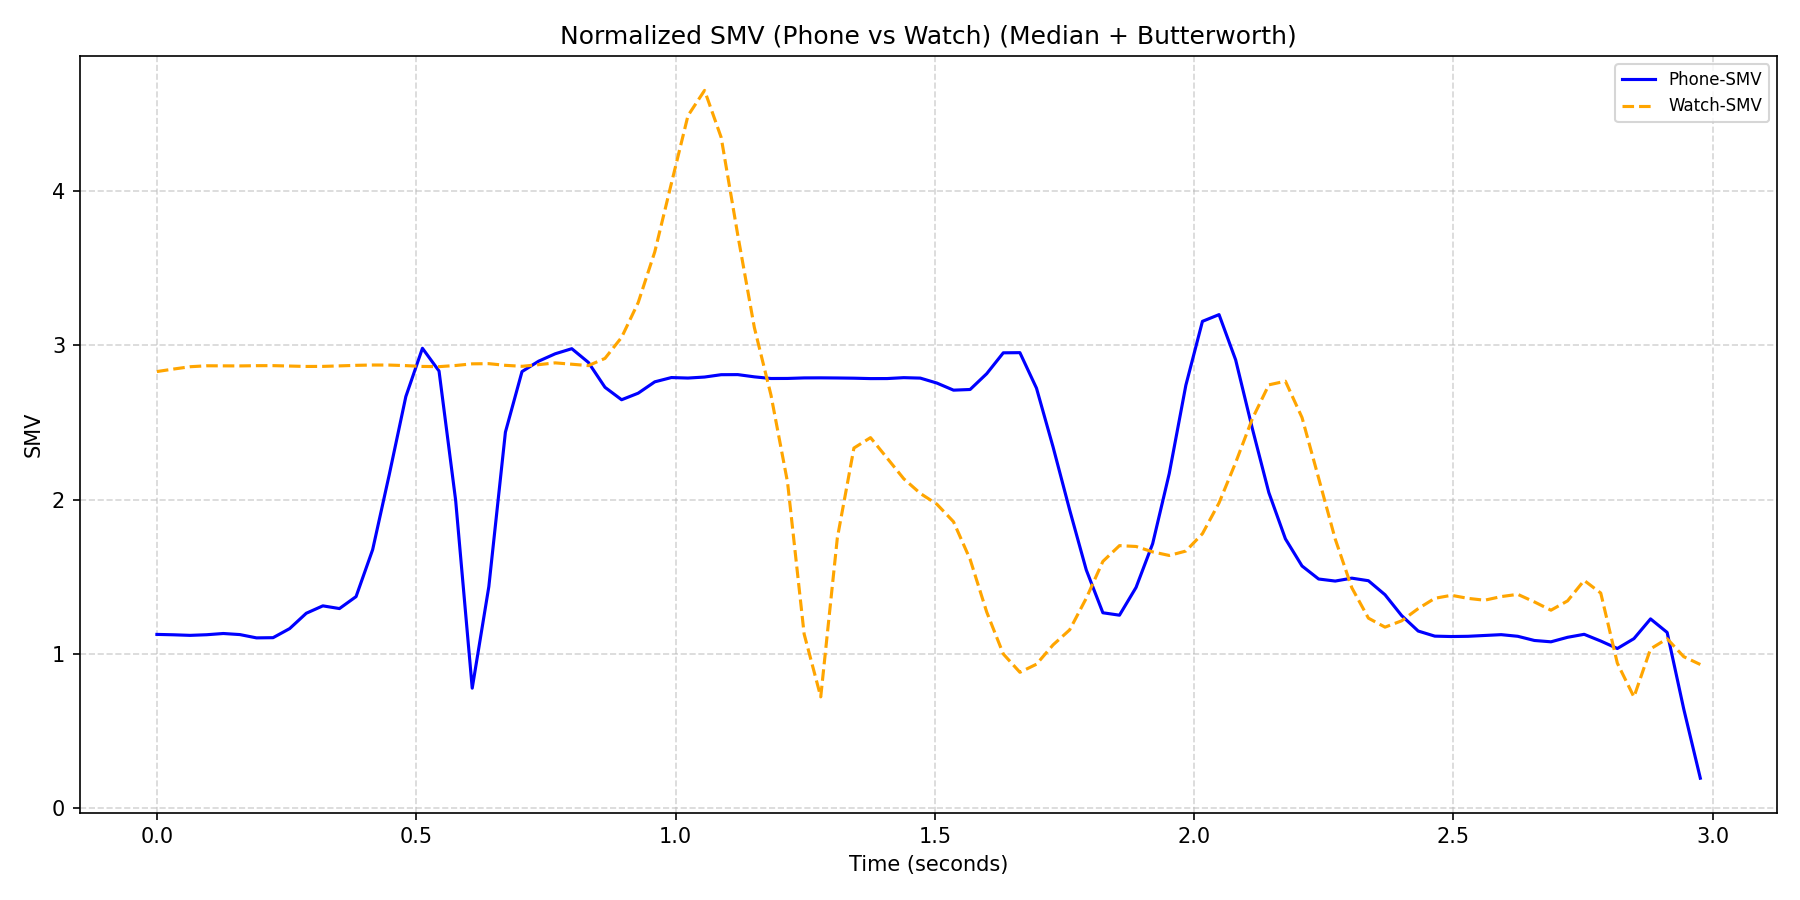 Normalized SMV (Phone vs Watch) (Median + Butterworth)
Phone-SMV
Watch-SMV
4
3
2
1
0
SMV
0.0 0.5 1.0 1.5 2.0 2.5 3.0
Time (seconds)